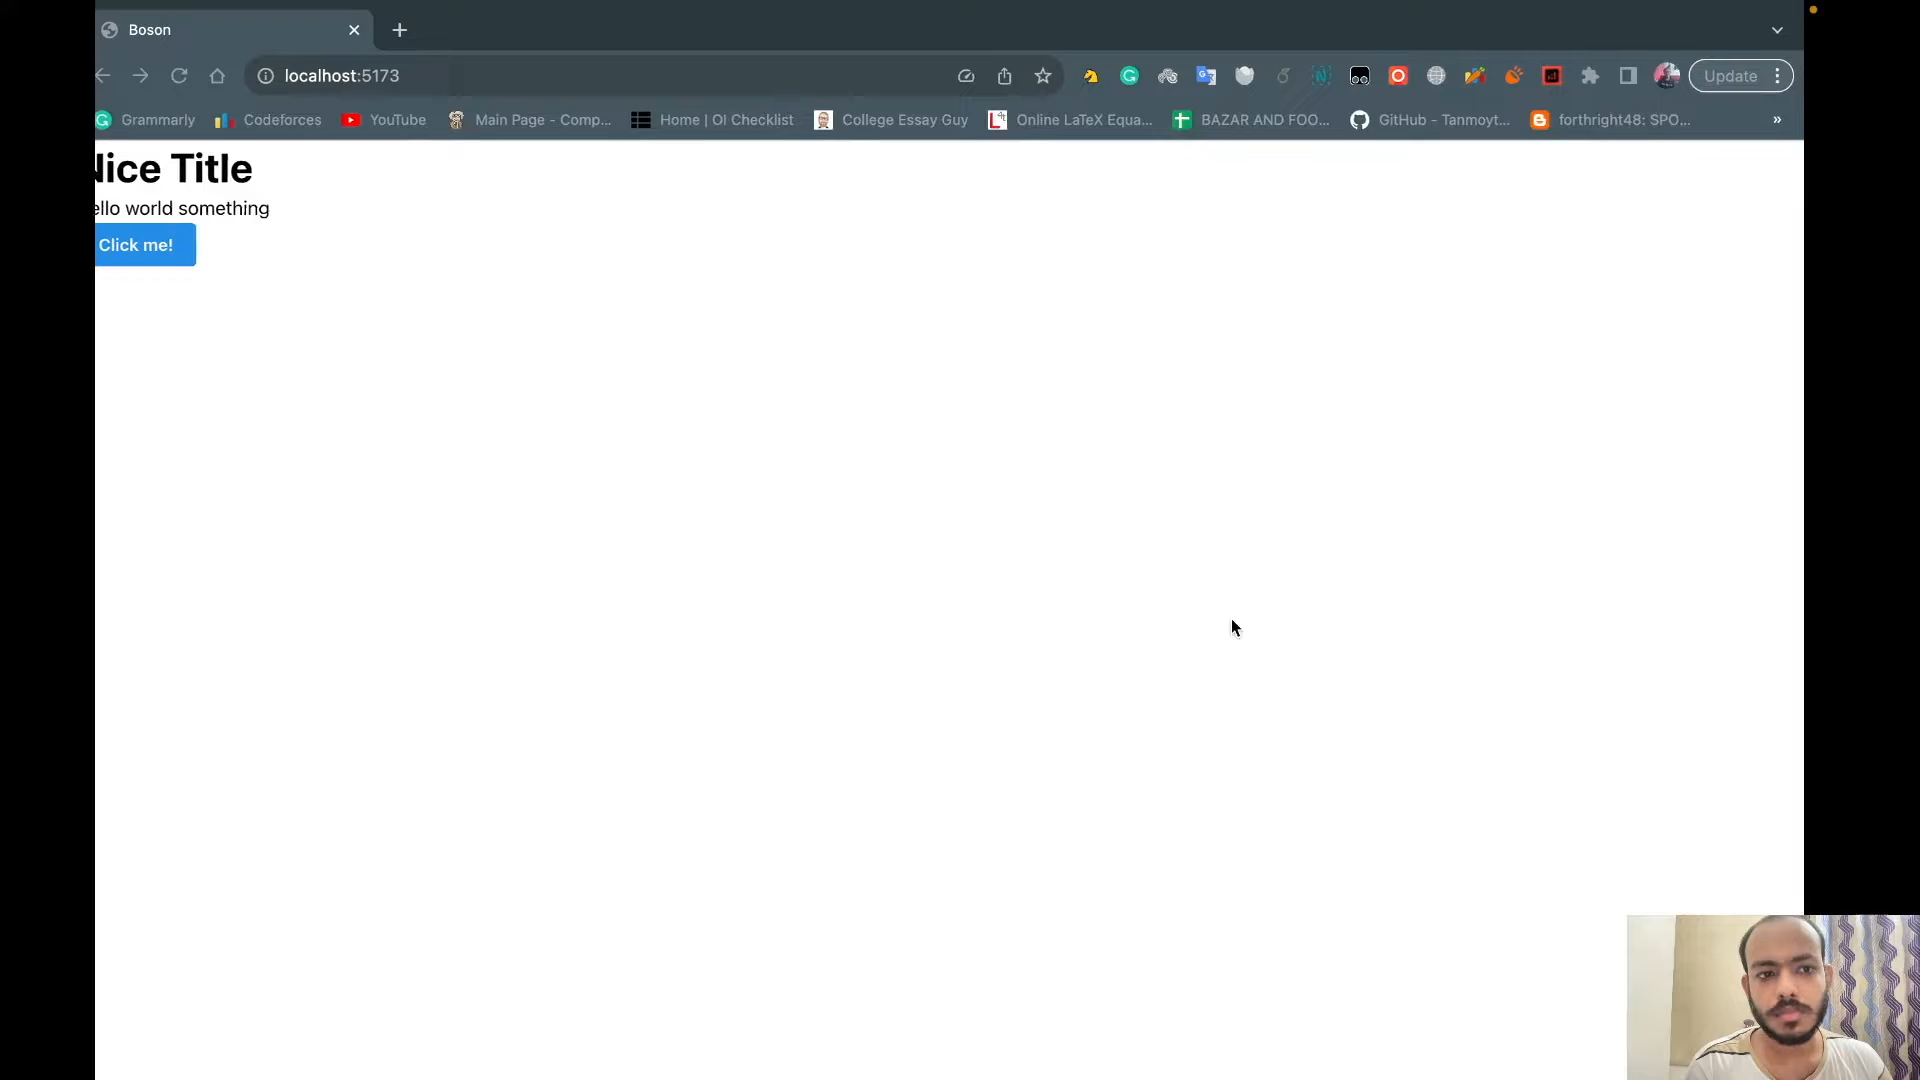 Boson
localhost:5173
Update
Grammarly
Codeforces
YouTube
Main Page - Comp...
Home | OI Checklist
College Essay Guy
Online LaTeX Equa...
BAZAR AND FOO...
GitHub - Tanmoyt...
forthright48: SPO...
»
Nice Title
ello world something
Click me!